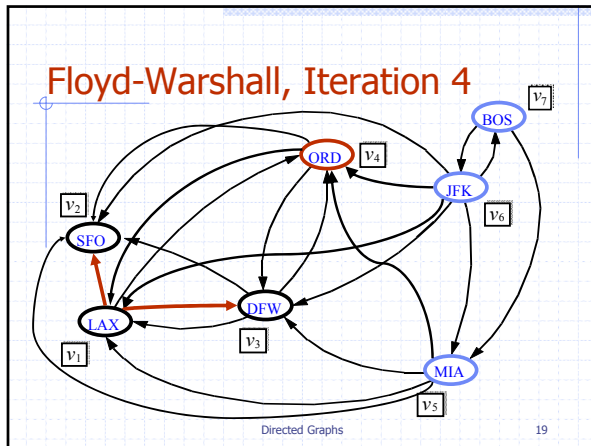 Floyd-Warshall, Iteration 4
BOS
v7
ORD
v4
JFK
v6
v2
SFO
DFW
v3
LAX
v1
MIA
v5
Directed Graphs
19